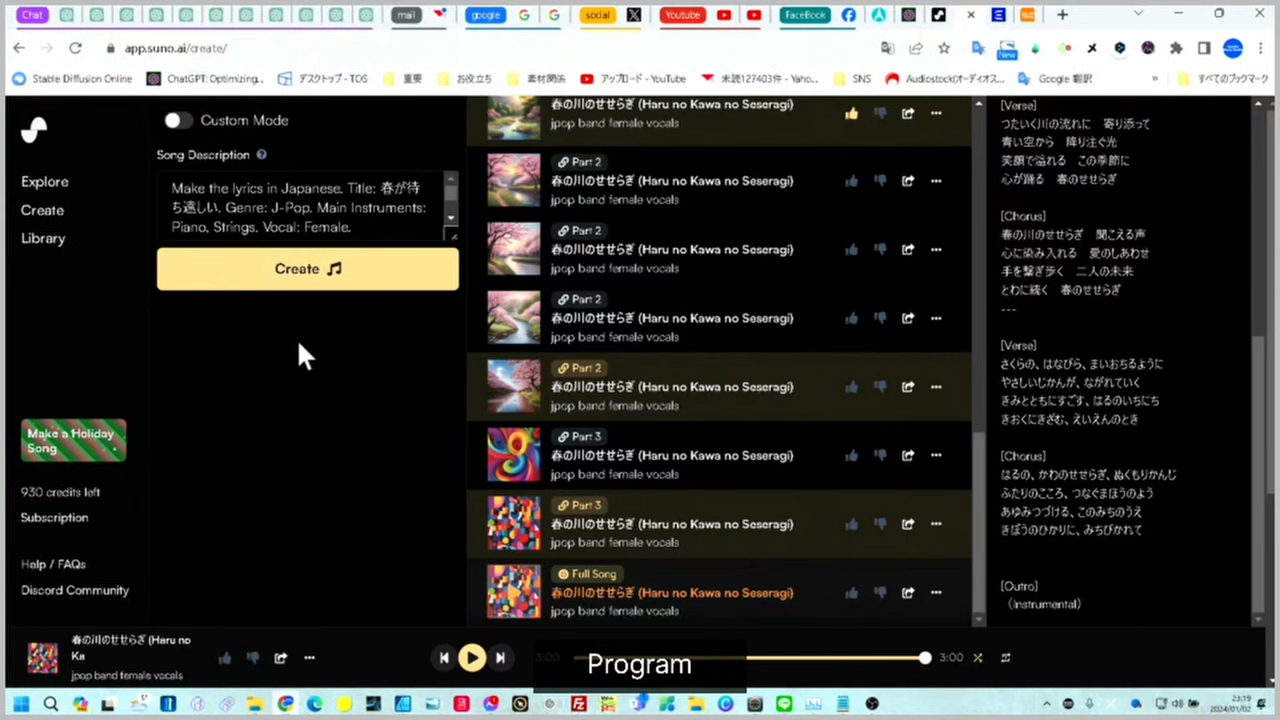 Chat
mail
google
social
Youtube
FaceBook
app.suno.ai/create/
New
Stable Diffusion Online
ChatGPT: Optimizing...
デスクトップ - TOS
重要
お役立ち
素材関係
アップロード - YouTube
未読127403件 - Yaho...
SNS
Audiostock(オーディオス...
Google 翻訳
»
すべてのブックマーク
Explore
Create
Library
Make a Holiday
Song
930 credits left
Subscription
Help / FAQs
Discord Community
Custom Mode
Song Description
Make the lyrics in Japanese. Title: 春が待
ち遠しい. Genre: J-Pop. Main Instruments:
Piano, Strings. Vocal: Female.
Create
春の川のせせらぎ (Haru no Kawa no Seseragi)
jpop band female vocals
Part 2
春の川のせせらぎ (Haru no Kawa no Seseragi)
jpop band female vocals
Part 2
春の川のせせらぎ (Haru no Kawa no Seseragi)
jpop band female vocals
Part 2
春の川のせせらぎ (Haru no Kawa no Seseragi)
jpop band female vocals
Part 2
春の川のせせらぎ (Haru no Kawa no Seseragi)
jpop band female vocals
Part 3
春の川のせせらぎ (Haru no Kawa no Seseragi)
jpop band female vocals
Part 3
春の川のせせらぎ (Haru no Kawa no Seseragi)
jpop band female vocals
Full Song
春の川のせせらぎ (Haru no Kawa no Seseragi)
jpop band female vocals
[Verse]
つたいく川の流れに 寄り添って
青い空から 降り注ぐ光
笑顔で溢れる この季節に
心が踊る 春のせせらぎ
[Chorus]
春の川のせせらぎ 聞こえる声
心に染み入れる 愛のしあわせ
手を繋ぎ歩く 二人の未来
とわに続く 春のせせらぎ
---
[Verse]
さくらの、はなびら、まいおちるように
やさしいじかんが、ながれていく
きみとともにすごす、はるのいちにち
きおくにきざむ、えいえんのとき
[Chorus]
はるの、かわのせせらぎ、ぬくもりかんじ
ふたりのこころ、つなぐまほうのよう
あゆみつづける、このみちのうえ
きぼうのひかりに、みちびかれて
[Outro]
(instrumental)
春の川のせせらぎ (Haru no
Ka
jpop band female vocals
3:00
3:00
Program
23:19
2024/01/02